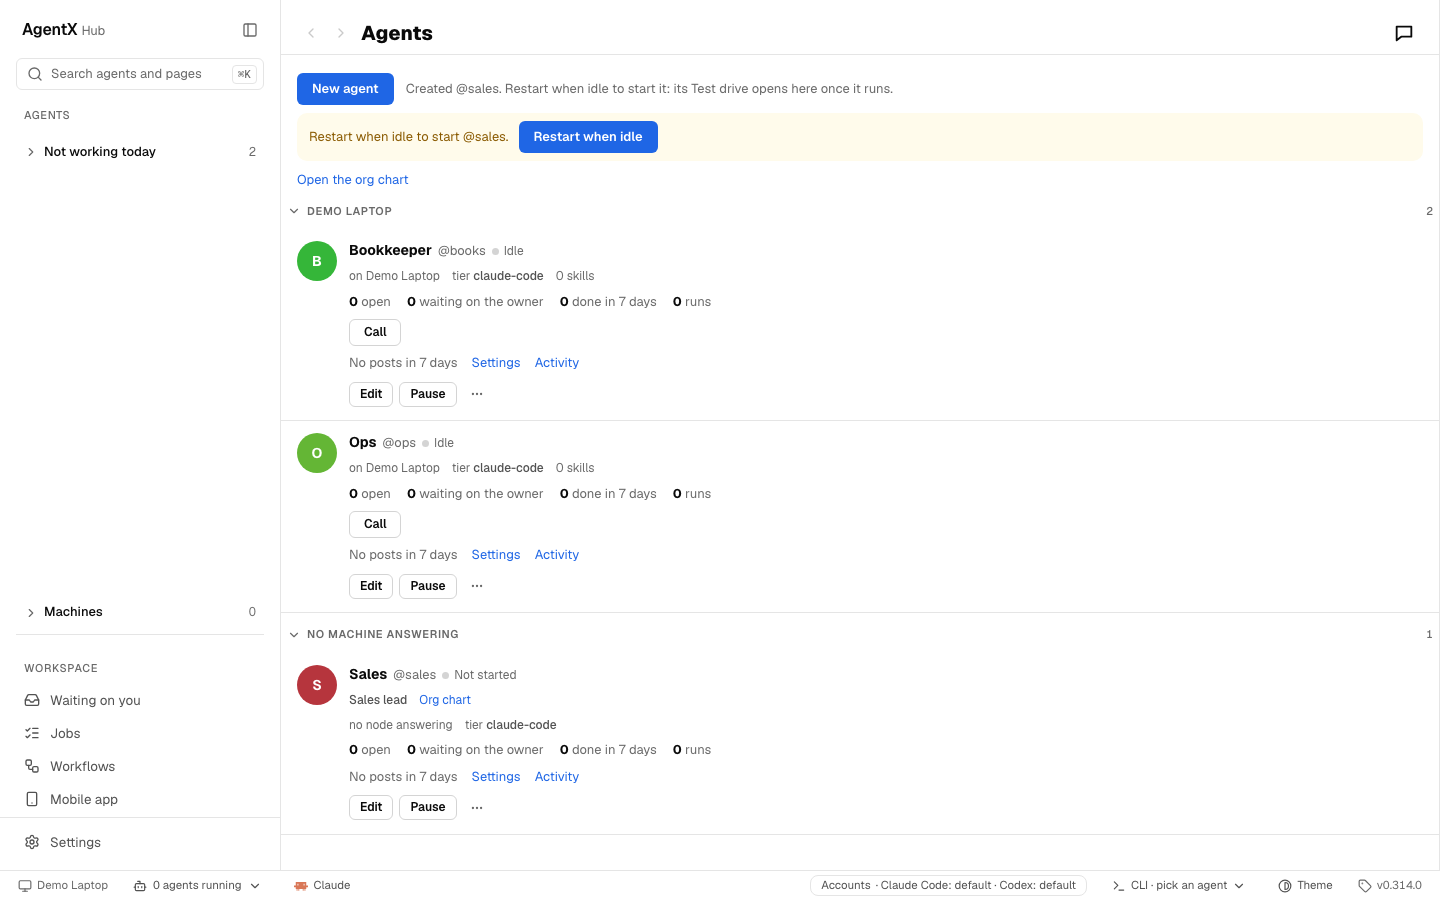 AgentX Hub
Search agents and pages ⌘K
AGENTS
Not working today 2
Machines 0
WORKSPACE
Waiting on you
Jobs
Workflows
Mobile app
Settings
Agents
New agent Created @sales. Restart when idle to start it: its Test drive opens here once it runs.
Restart when idle to start @sales. Restart when idle
Open the org chart
DEMO LAPTOP 2
B Bookkeeper @books Idle
on Demo Laptop tier claude-code 0 skills
0 open 0 waiting on the owner 0 done in 7 days 0 runs
Call
No posts in 7 days Settings Activity
Edit Pause ···
O Ops @ops Idle
on Demo Laptop tier claude-code 0 skills
0 open 0 waiting on the owner 0 done in 7 days 0 runs
Call
No posts in 7 days Settings Activity
Edit Pause ···
NO MACHINE ANSWERING 1
S Sales @sales Not started
Sales lead Org chart
no node answering tier claude-code
0 open 0 waiting on the owner 0 done in 7 days 0 runs
No posts in 7 days Settings Activity
Edit Pause ···
Demo Laptop 0 agents running Claude Accounts · Claude Code: default · Codex: default CLI · pick an agent Theme v0.314.0